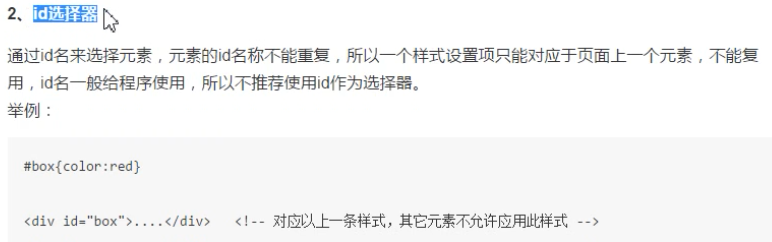 2、id选择器
通过id名来选择元素，元素的id名称不能重复，所以一个样式设置项只能对应于页面上一个元素，不能复
用，id名一般给程序使用，所以不推荐使用id作为选择器。
举例：
#box{color:red}
<div id="box">....</div>   <!-- 对应以上一条样式，其它元素不允许应用此样式 -->